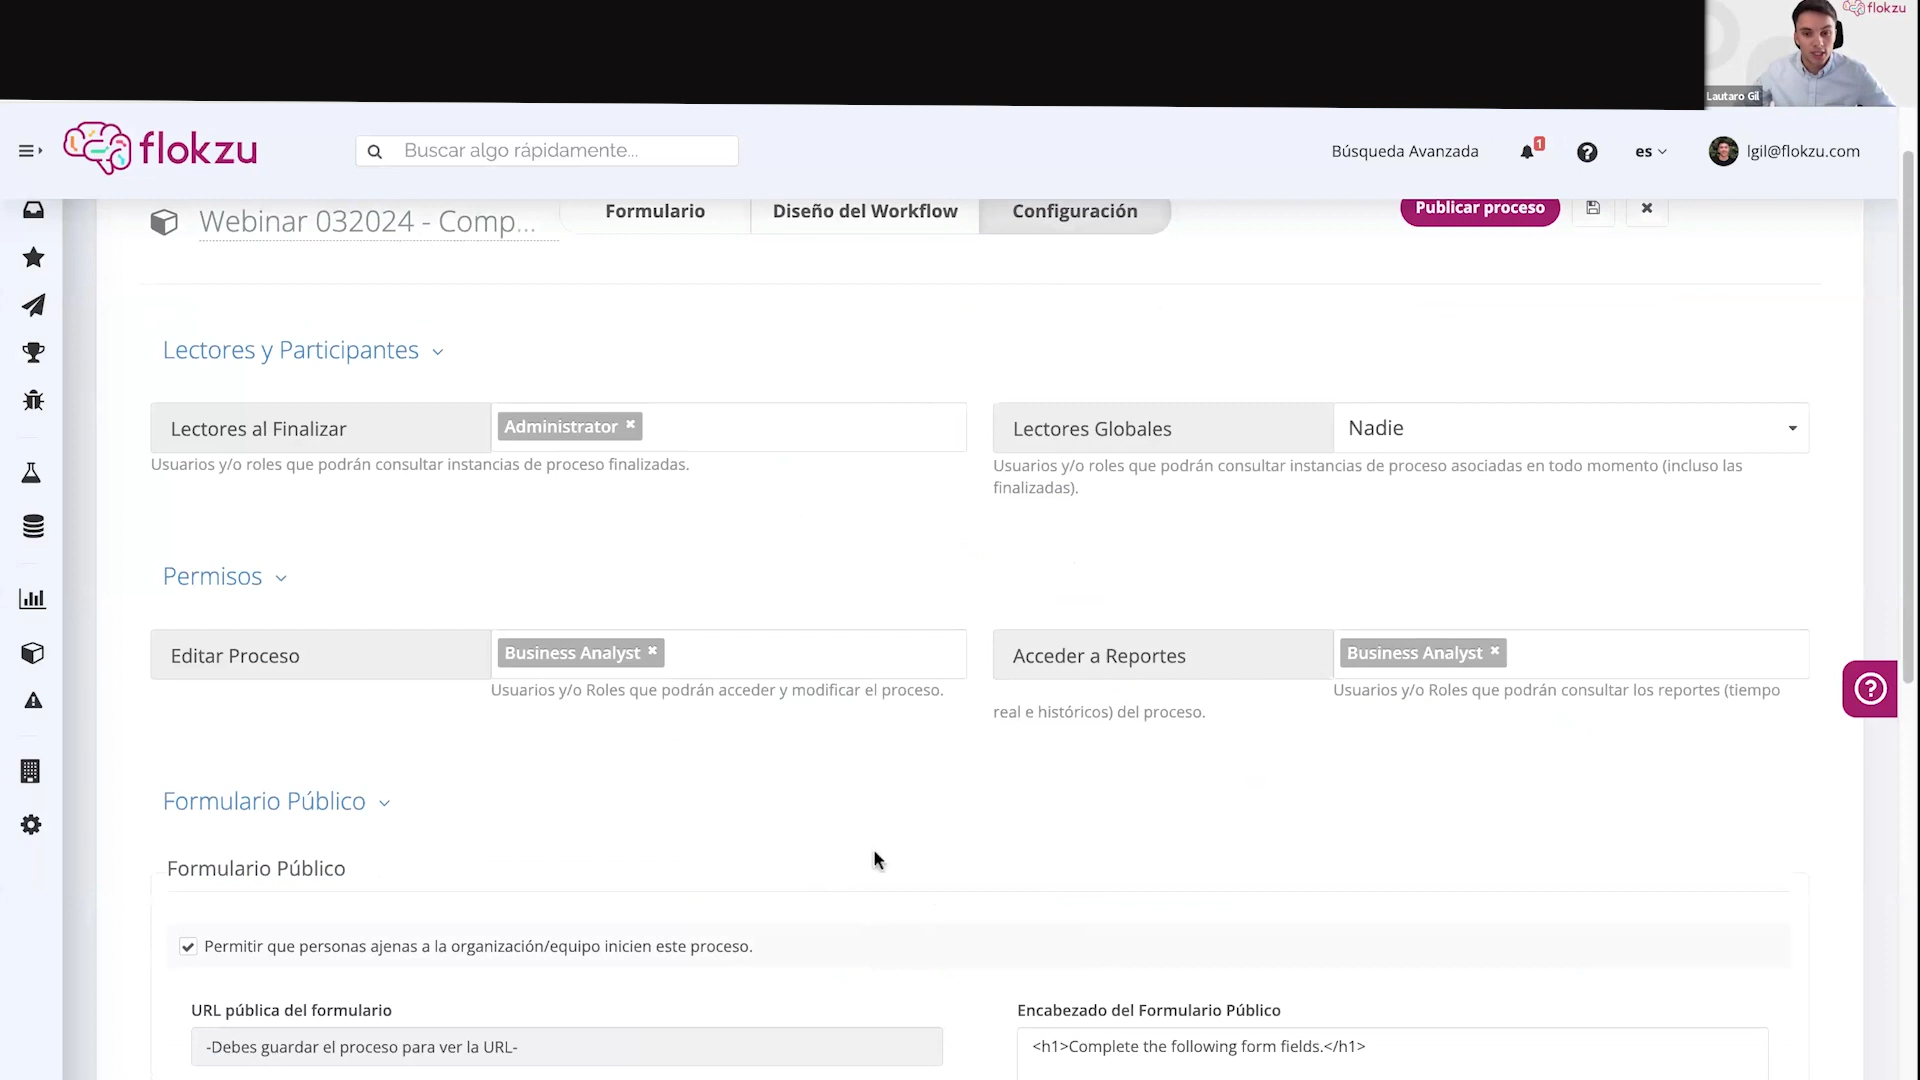 flokzu
Lautaro Gil
flokzu
Buscar algo rápidamente...
Búsqueda Avanzada
1
es
lgil@flokzu.com
Webinar 032024 - Comp...
Formulario
Diseño del Workflow
Configuración
Publicar proceso
Lectores y Participantes
Lectores al Finalizar
Administrator
Usuarios y/o roles que podrán consultar instancias de proceso finalizadas.
Lectores Globales
Nadie
Usuarios y/o roles que podrán consultar instancias de proceso asociadas en todo momento (incluso las
finalizadas).
Permisos
Editar Proceso
Business Analyst
Usuarios y/o Roles que podrán acceder y modificar el proceso.
Acceder a Reportes
Business Analyst
Usuarios y/o Roles que podrán consultar los reportes (tiempo
real e históricos) del proceso.
Formulario Público
Formulario Público
Permitir que personas ajenas a la organización/equipo inicien este proceso.
URL pública del formulario
-Debes guardar el proceso para ver la URL-
Encabezado del Formulario Público
<h1>Complete the following form fields.</h1>